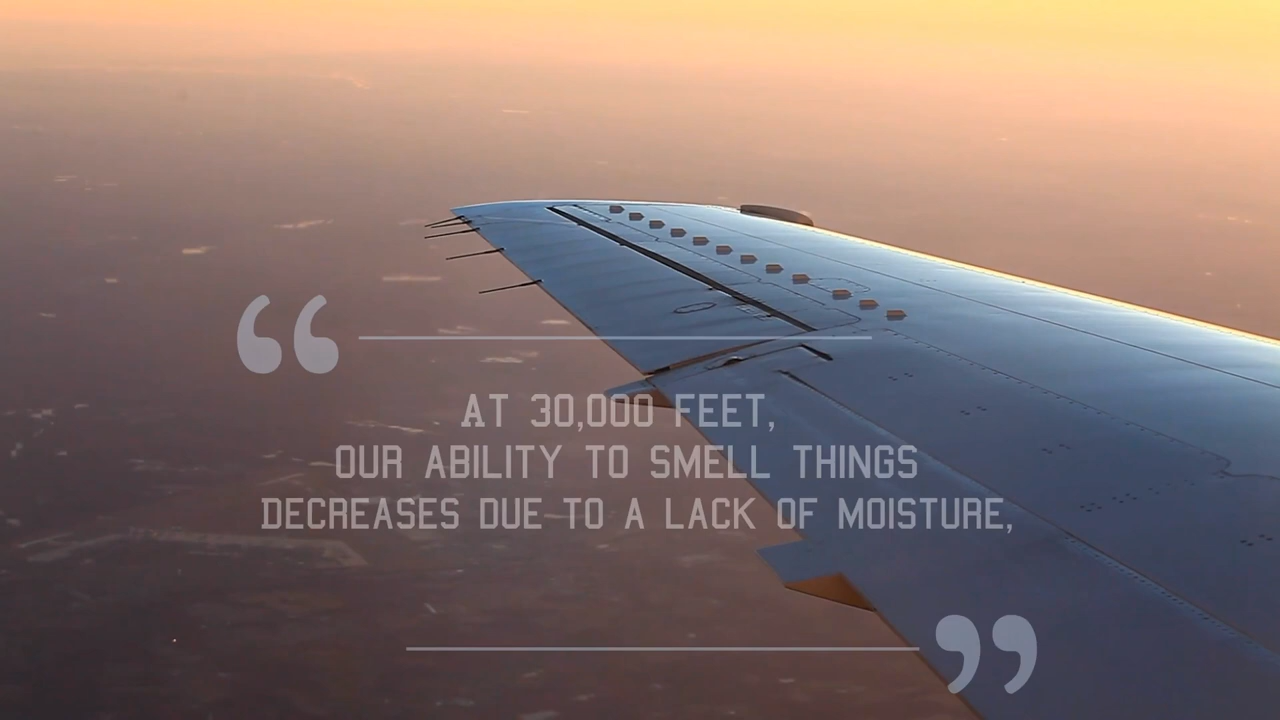 “
AT 30,000 FEET,
OUR ABILITY TO SMELL THINGS
DECREASES DUE TO A LACK OF MOISTURE,
”